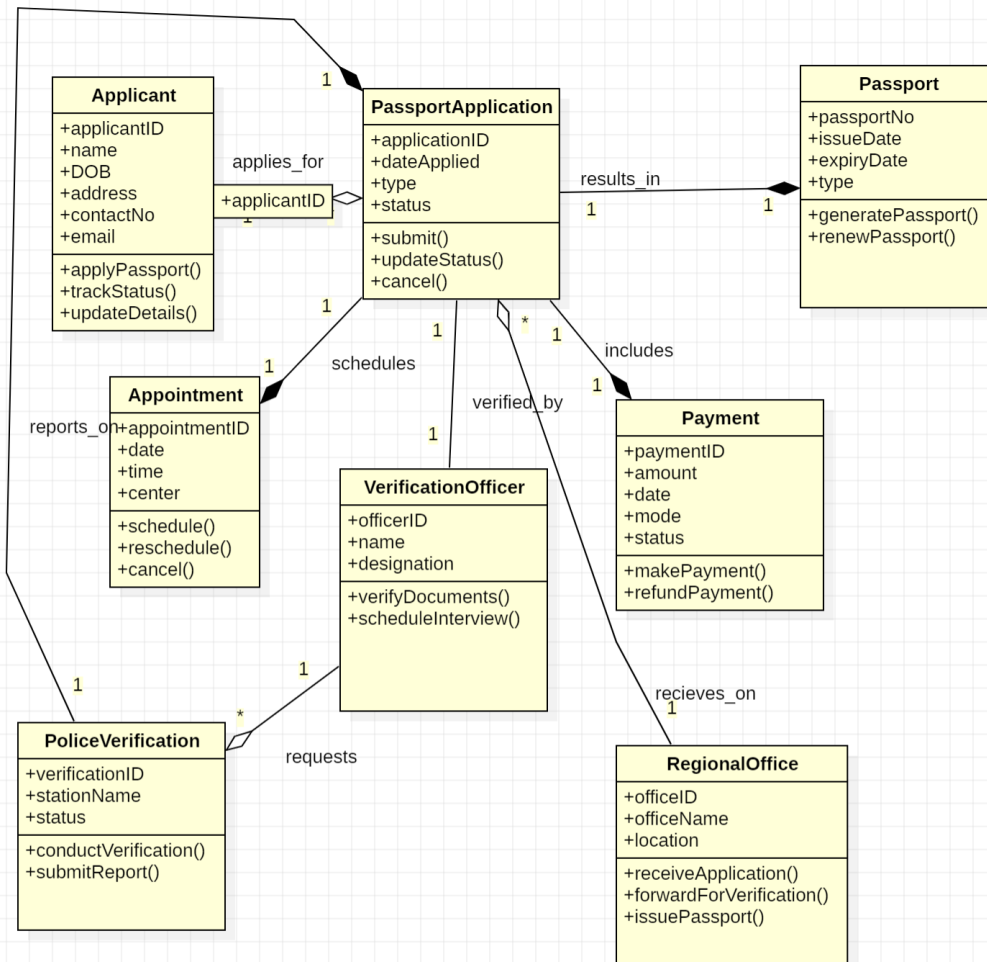 1
Applicant
+applicantID
+name
+DOB
+address
+contactNo
+email
+applyPassport()
+trackStatus()
+updateDetails()
applies_for
+applicantID
1
PassportApplication
+applicationID
+dateApplied
+type
+status
+submit()
+updateStatus()
+cancel()
results_in
1
1
Passport
+passportNo
+issueDate
+expiryDate
+type
+generatePassport()
+renewPassport()
1
schedules
1
Appointment
+appointmentID
+date
+time
+center
+schedule()
+reschedule()
+cancel()
reports_on
1
verified_by
1
*
1
includes
1
Payment
+paymentID
+amount
+date
+mode
+status
+makePayment()
+refundPayment()
VerificationOfficer
+officerID
+name
+designation
+verifyDocuments()
+scheduleInterview()
1
*
requests
1
PoliceVerification
+verificationID
+stationName
+status
+conductVerification()
+submitReport()
recieves_on
1
RegionalOffice
+officeID
+officeName
+location
+receiveApplication()
+forwardForVerification()
+issuePassport()